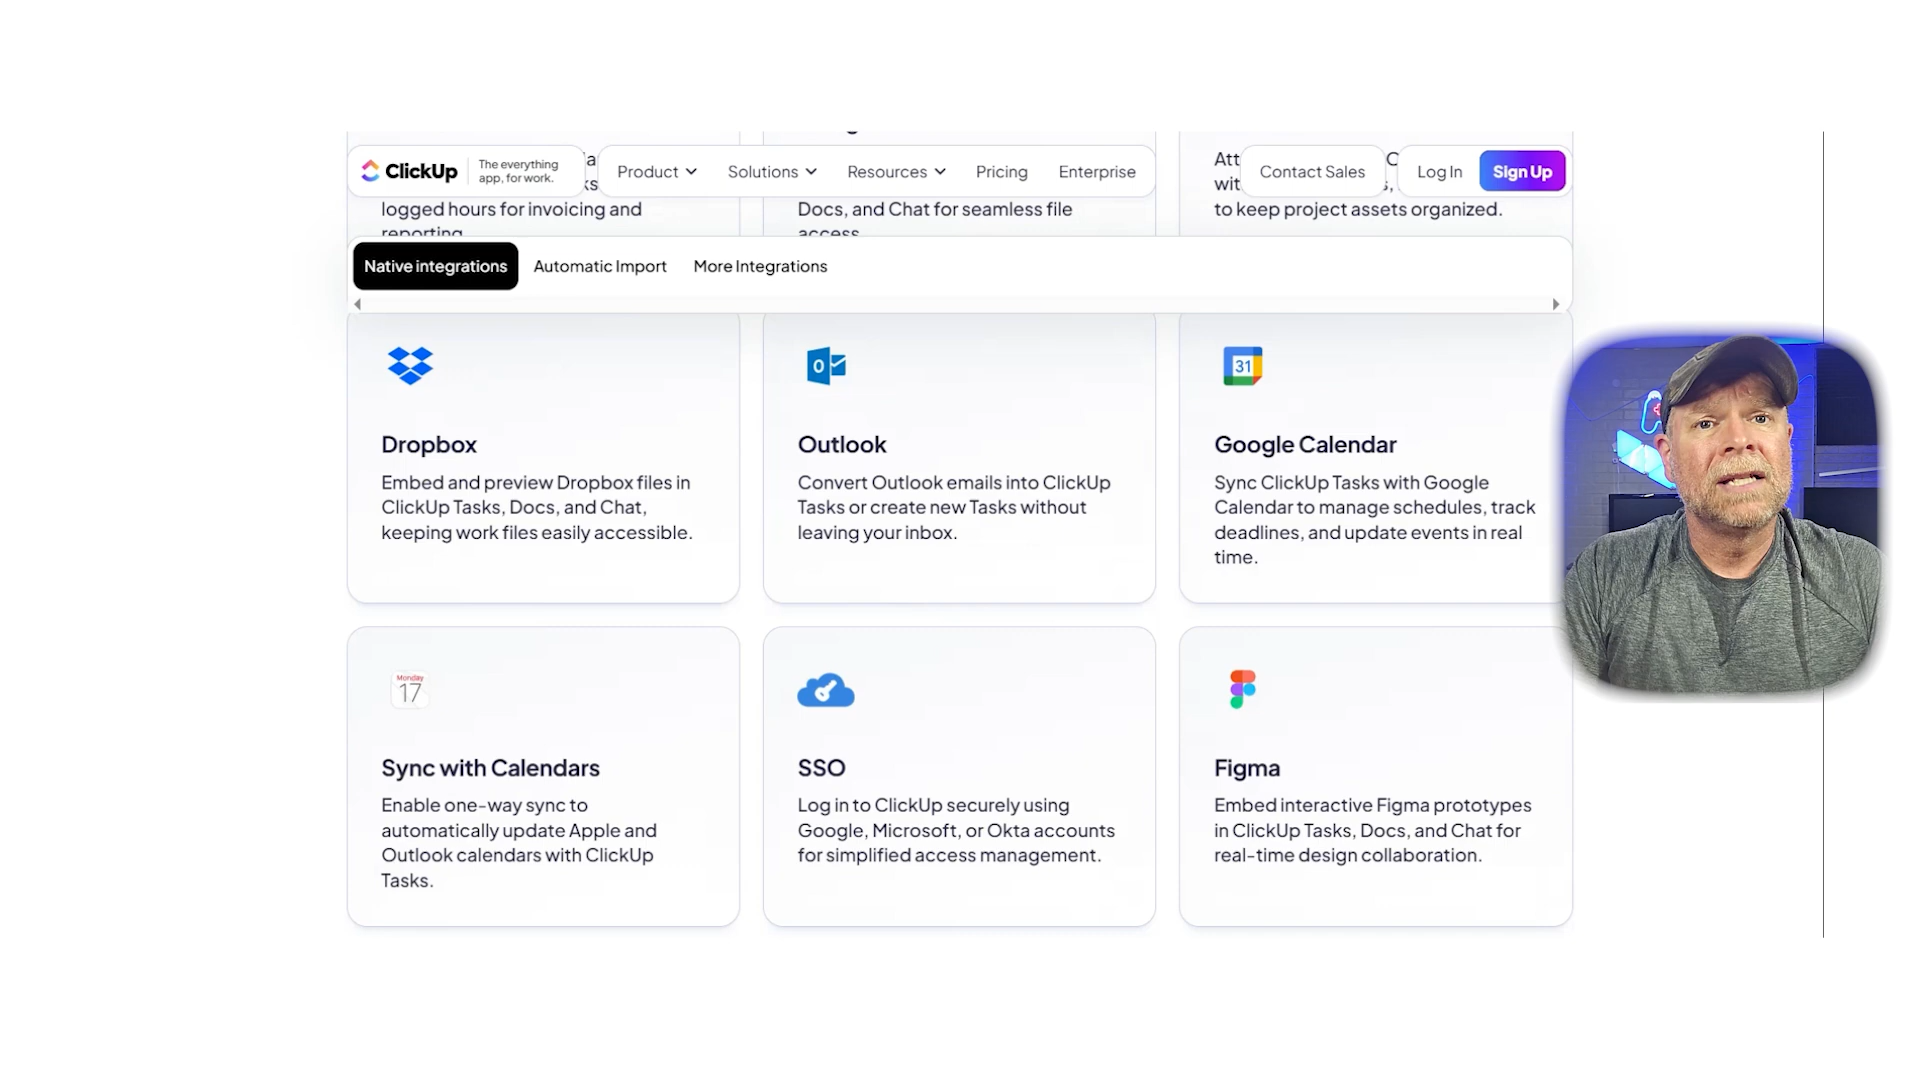 ClickUp
The everything
app, for work.
Product
Solutions
Resources
Pricing
Enterprise
Contact Sales
Log In
Sign Up
logged hours for invoicing and
reporting
Docs, and Chat for seamless file
access
to keep project assets organized.
Native integrations
Automatic Import
More Integrations
Dropbox
Embed and preview Dropbox files in
ClickUp Tasks, Docs, and Chat,
keeping work files easily accessible.
Outlook
Convert Outlook emails into ClickUp
Tasks or create new Tasks without
leaving your inbox.
31
Google Calendar
Sync ClickUp Tasks with Google
Calendar to manage schedules, track
deadlines, and update events in real
time.
Monday
17
Sync with Calendars
Enable one-way sync to
automatically update Apple and
Outlook calendars with ClickUp
Tasks.
SSO
Log in to ClickUp securely using
Google, Microsoft, or Okta accounts
for simplified access management.
Figma
Embed interactive Figma prototypes
in ClickUp Tasks, Docs, and Chat for
real-time design collaboration.